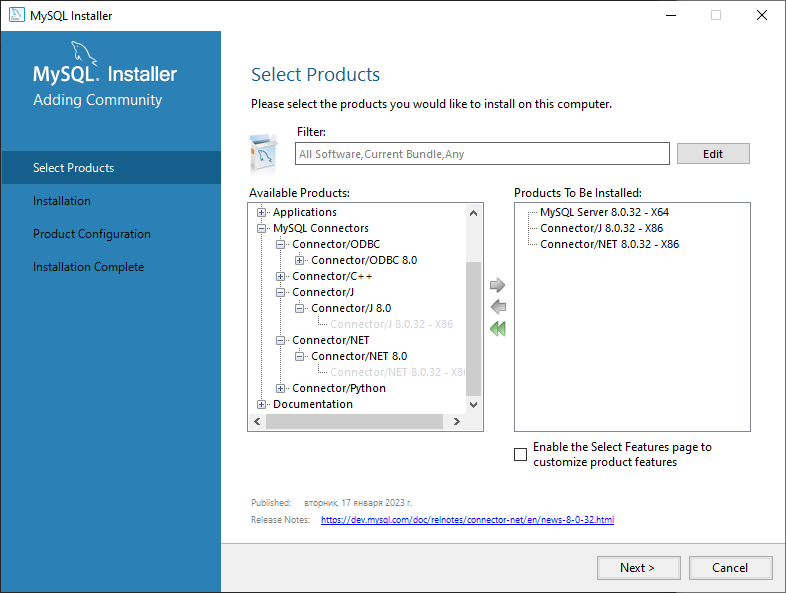 MySQL Installer
MySQL. Installer
Adding Community
Select Products
Installation
Product Configuration
Installation Complete
Select Products
Please select the products you would like to install on this computer.
Filter:
All Software,Current Bundle,Any
Edit
Available Products:
Applications
MySQL Connectors
Connector/ODBC
Connector/ODBC 8.0
Connector/C++
Connector/J
Connector/J 8.0
Connector/J 8.0.32 - X86
Connector/NET
Connector/NET 8.0
Connector/NET 8.0.32 - X86
Connector/Python
Documentation
Products To Be Installed:
MySQL Server 8.0.32 - X64
Connector/J 8.0.32 - X86
Connector/NET 8.0.32 - X86
Enable the Select Features page to
customize product features
Published: вторник, 17 января 2023 г.
Release Notes: https://dev.mysql.com/doc/relnotes/connector-net/en/news-8-0-32.html
Next >
Cancel